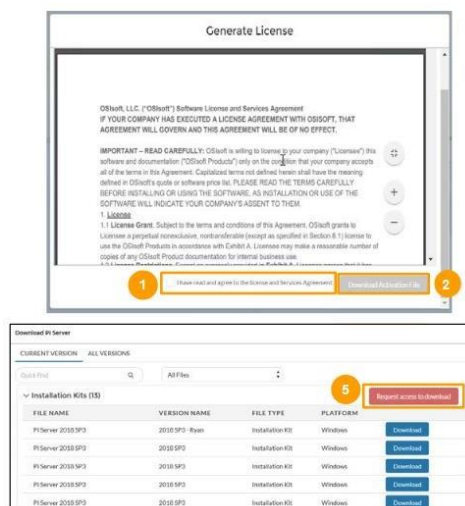 Generate License
OSIsoft, LLC. ("OSIsoft") Software License and Services Agreement
IF YOUR COMPANY HAS EXECUTED A LICENSE AGREEMENT WITH OSISOFT, THAT
AGREEMENT WILL GOVERN AND THIS AGREEMENT WILL BE OF NO EFFECT.
IMPORTANT – READ CAREFULLY: OSIsoft is willing to license to your company ("Licensee") this
software and documentation ("OSIsoft Products") only on the condition that your company accepts
all of the terms in this Agreement. Capitalized terms not defined herein shall have the meaning
defined in OSIsoft's quote or software price list. PLEASE READ THE TERMS CAREFULLY
BEFORE INSTALLING OR USING THE SOFTWARE, AS INSTALLATION OR USE OF THE
SOFTWARE WILL INDICATE YOUR COMPANY'S ASSENT TO THEM.
1. License
1.1 License Grant. Subject to the terms and conditions of this Agreement, OSIsoft grants to
Licensee a perpetual nonexclusive, nontransferable (except as specified in Section 8.1) license to
use the OSIsoft Products in accordance with Exhibit A. Licensee may make a reasonable number of
copies of any OSIsoft Product documentation for internal business use.
1 I have read and agree to the license and Services Agreement Download Activation File 2
Download PI Server
CURRENT VERSION ALL VERSIONS
Quick Find All Files 5
Installation Kits (13) Request access to download
FILE NAME VERSION NAME FILE TYPE PLATFORM
PI Server 2018 SP3 2018 SP3 - Installation Kit Windows Download
PI Server 2018 SP3 2018 SP3 Installation Kit Windows Download
PI Server 2018 SP3 2018 SP3 Installation Kit Windows Download
PI Server 2018 SP3 2018 SP3 Installation Kit Windows Download
PI Server 2018 SP3 2018 SP3 Installation Kit Windows Download